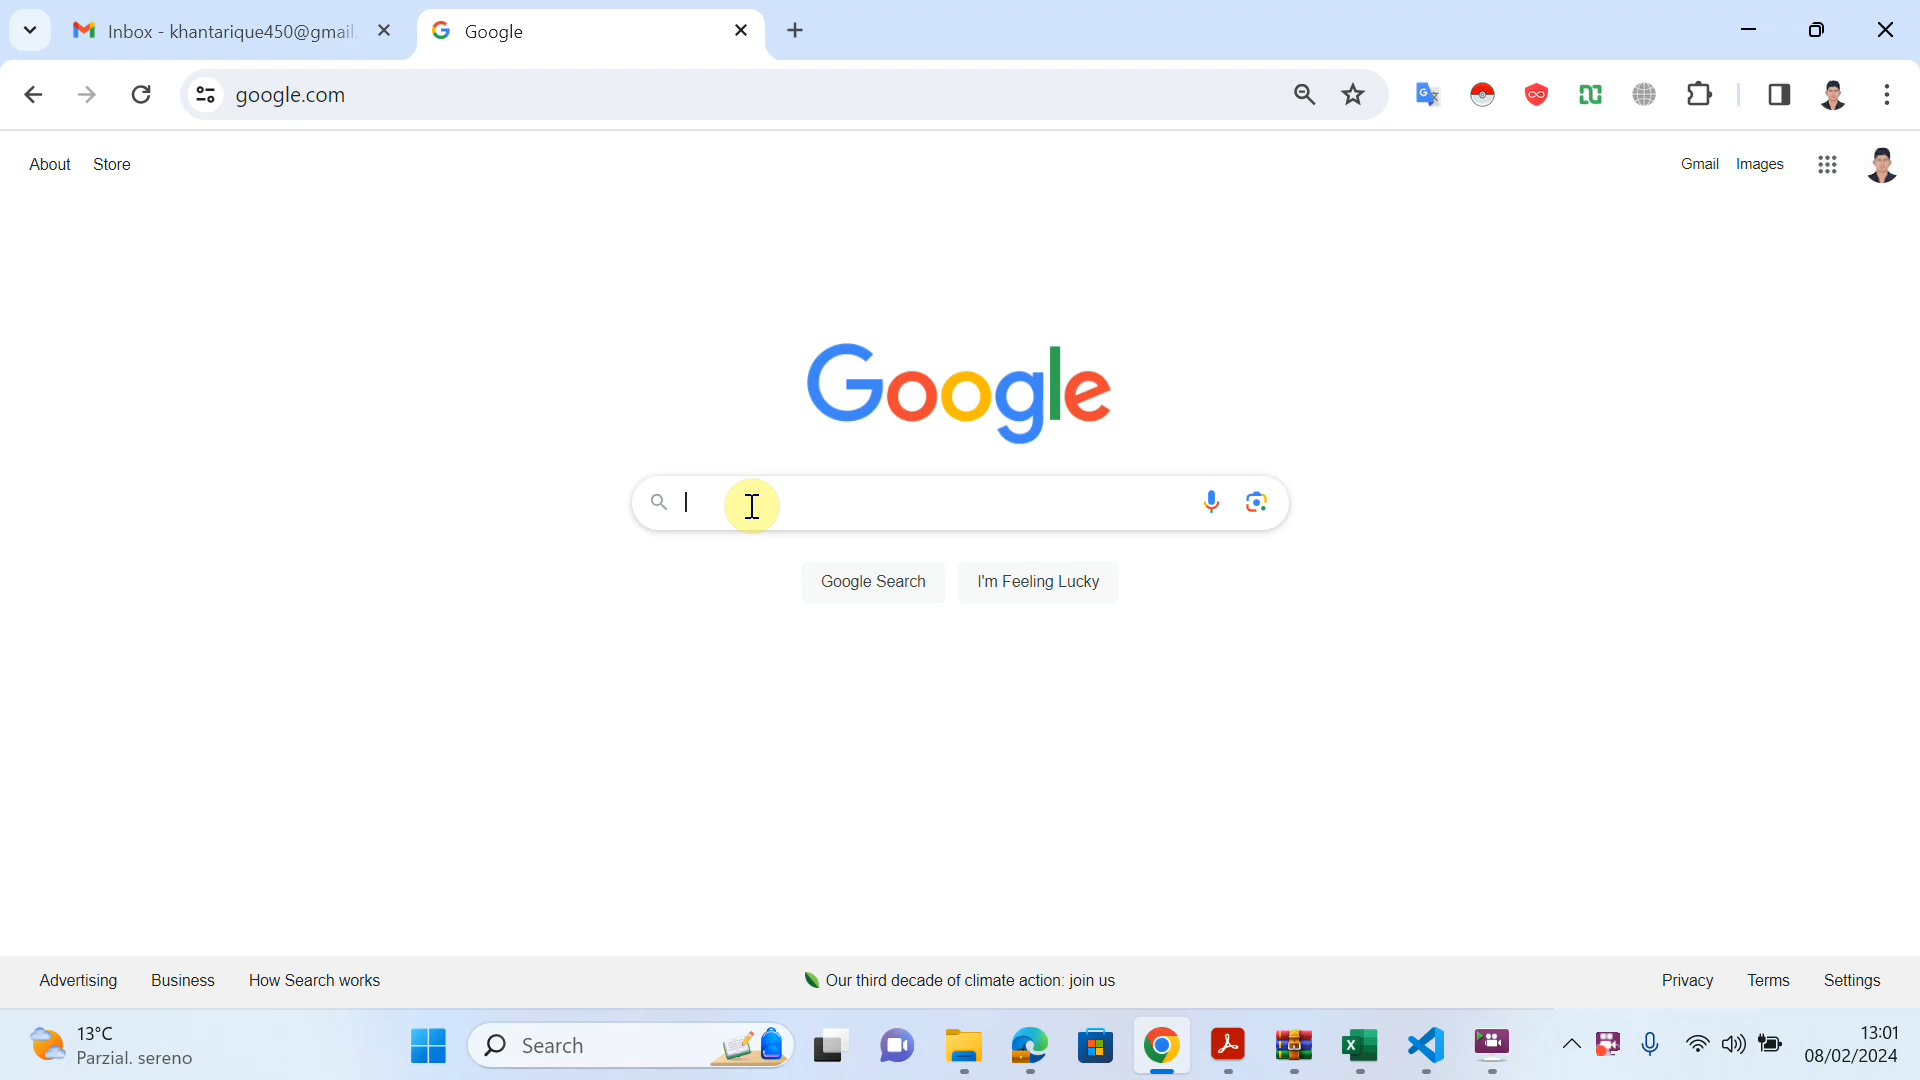 Inbox - khantarique450@gmail.
Google
google.com
About Store
Gmail Images
Google
Google Search I'm Feeling Lucky
Advertising Business How Search works
Our third decade of climate action: join us
Privacy Terms Settings
13°C
Parzial. sereno
Search
13:01
08/02/2024